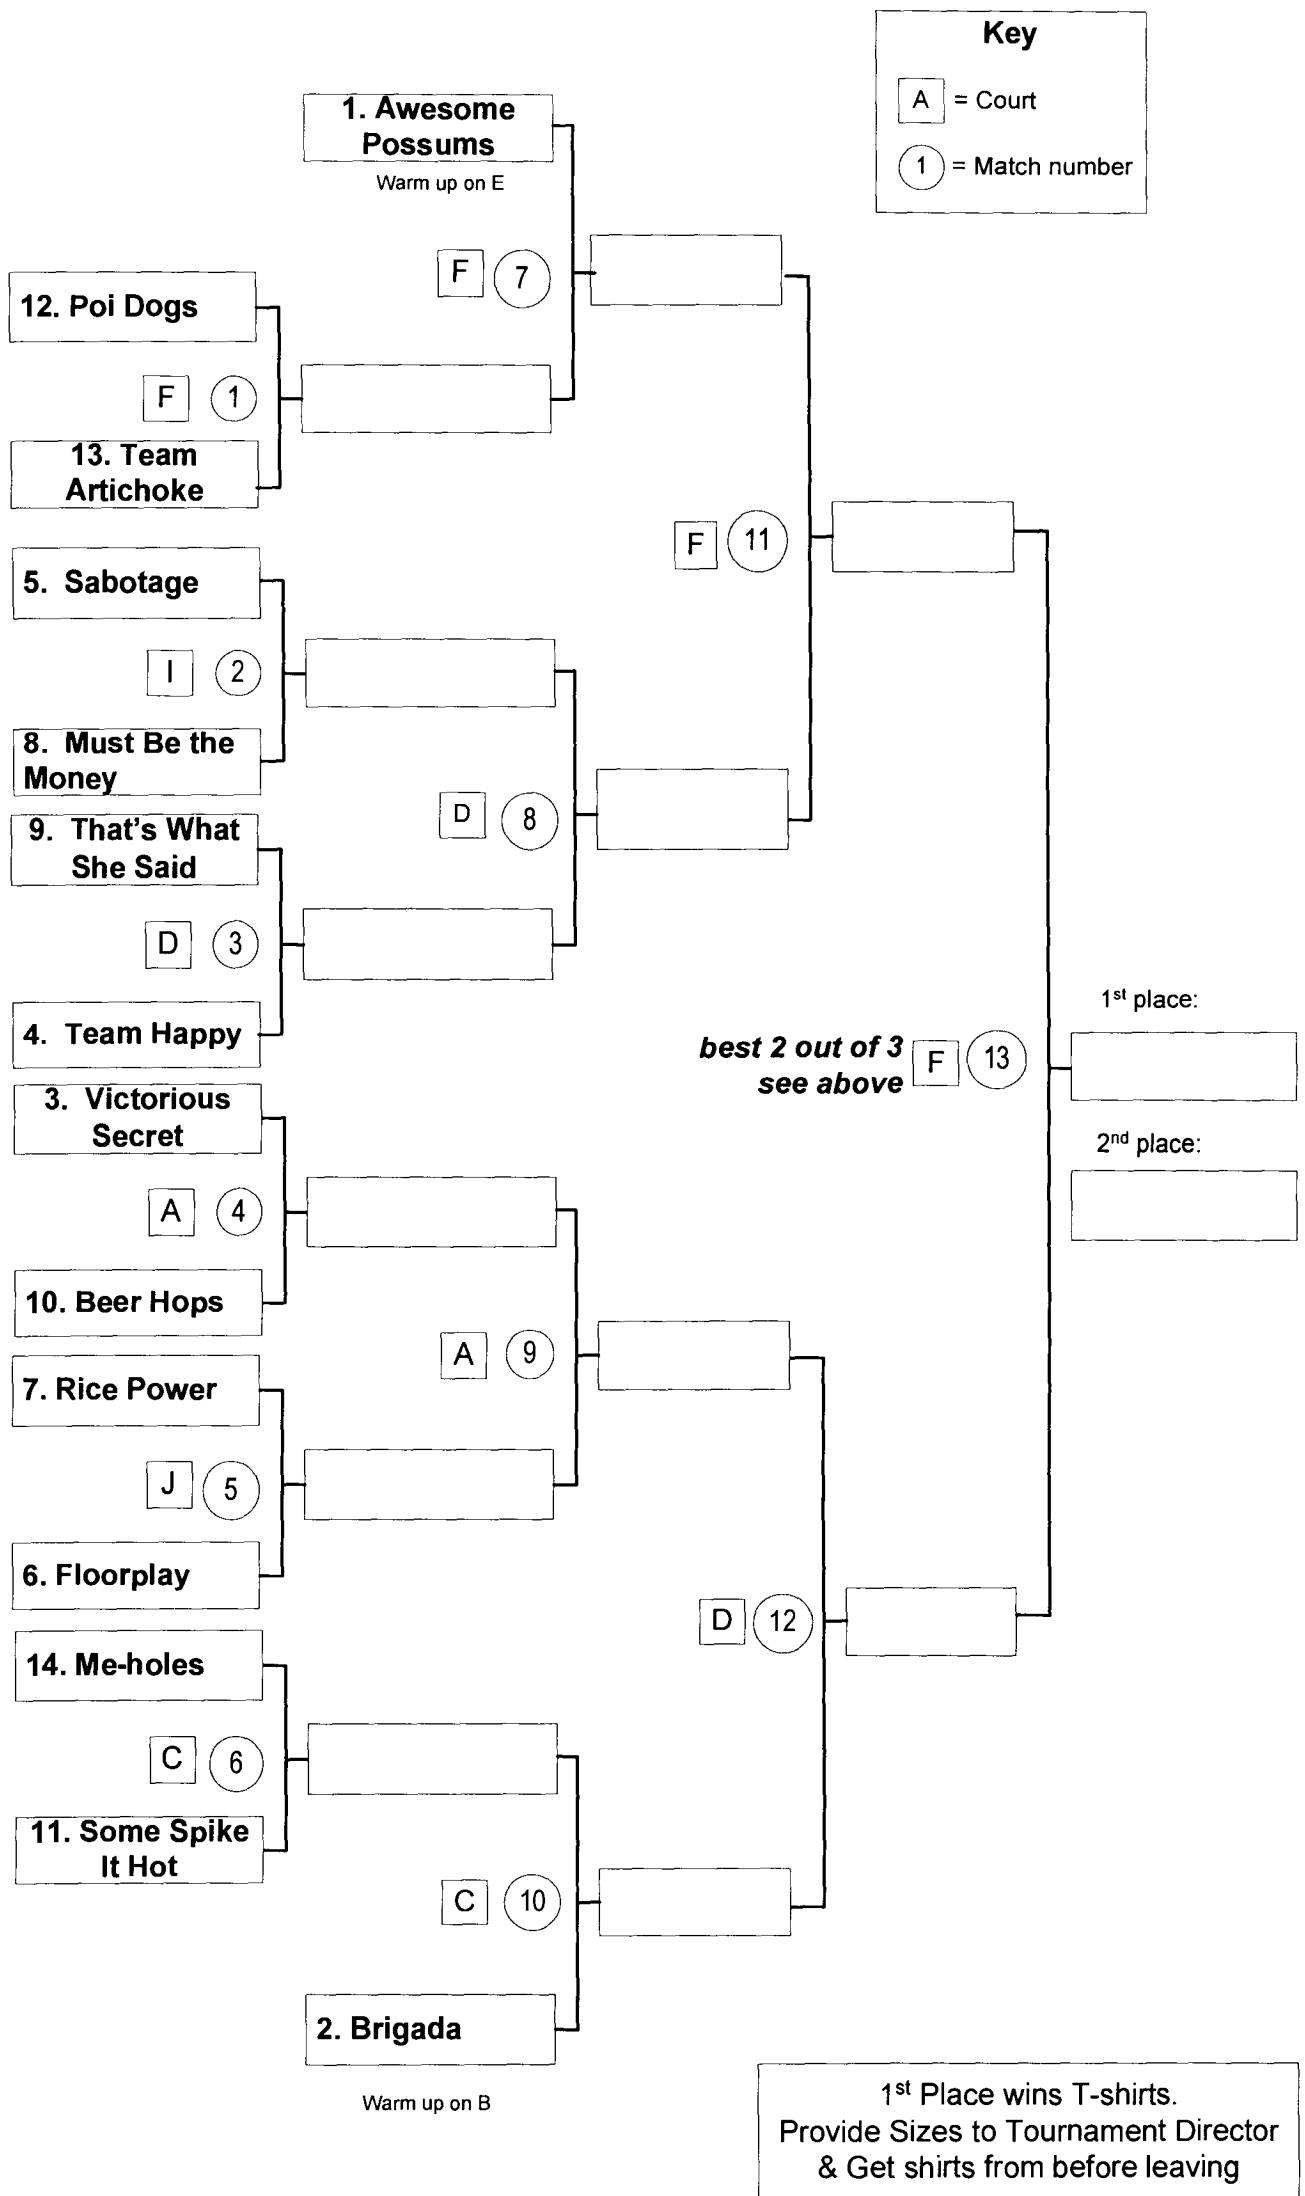 Key
A = Court
1 = Match number
1. Awesome
Possums
Warm up on E
F 7
12. Poi Dogs
F 1
13. Team
Artichoke
F 11
5.  Sabotage
I 2
8.  Must Be the
Money
D 8
9.  That's What
She Said
D 3
4.  Team Happy
1st place:
best 2 out of 3
see above
F 13
2nd place:
3.  Victorious
Secret
A 4
10. Beer Hops
A 9
7. Rice Power
J 5
6. Floorplay
D 12
14. Me-holes
C 6
11. Some Spike
It Hot
C 10
2. Brigada
Warm up on B
1st Place wins T-shirts.
Provide Sizes to Tournament Director
& Get shirts from before leaving